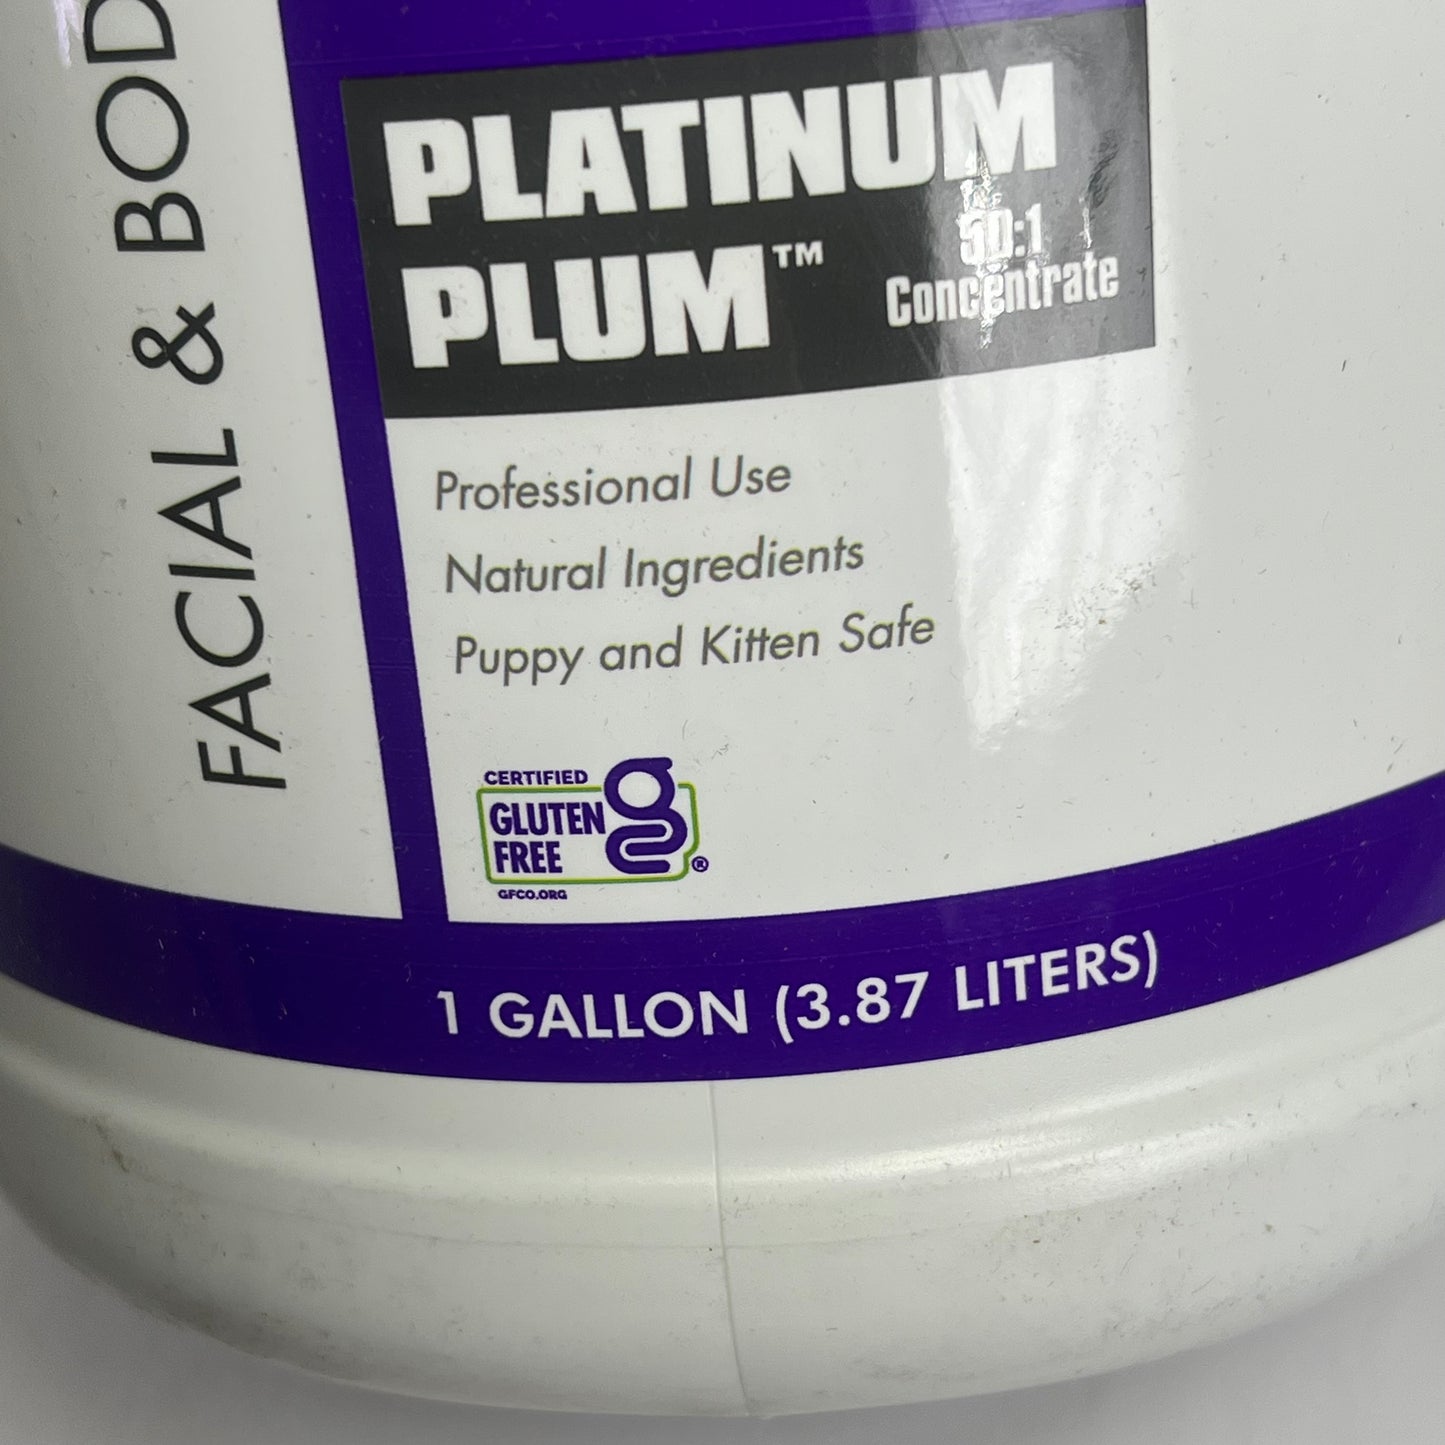 FACIAL & BOD
PLATINUM
PLUM™
50:1
Concentrate
Professional Use
Natural Ingredients
Puppy and Kitten Safe
CERTIFIED
GLUTEN
FREE
g
®
GFCO.ORG
1 GALLON (3.87 LITERS)